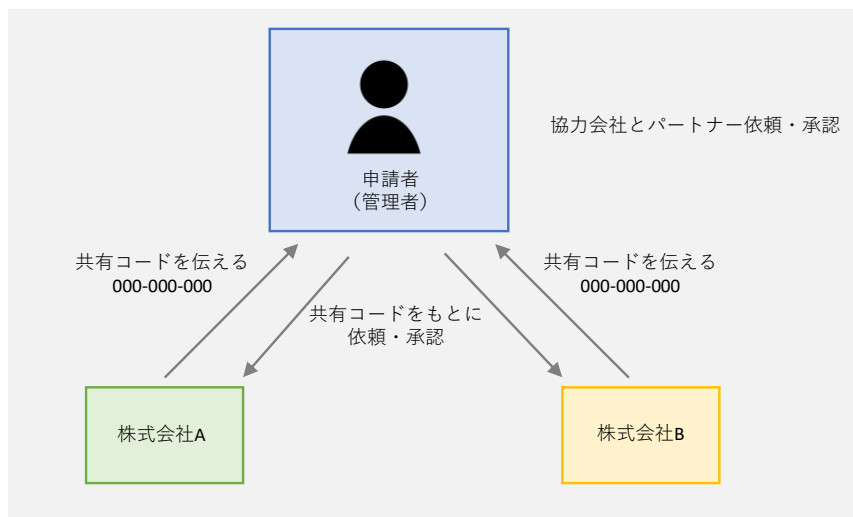 申請者
（管理者）
協力会社とパートナー依頼・承認
共有コードを伝える
000-000-000
共有コードを伝える
000-000-000
共有コードをもとに
依頼・承認
株式会社A
株式会社B